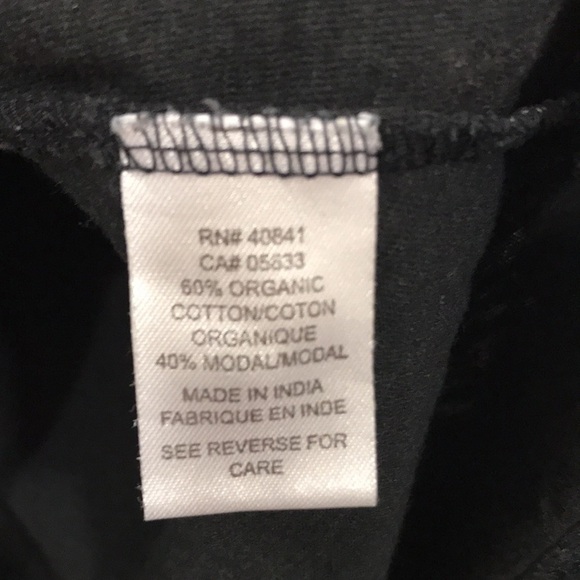 RN# 40841
CA# 05633
60% ORGANIC
COTTON/COTON
ORGANIQUE
40% MODAL/MODAL
MADE IN INDIA
FABRIQUE EN INDE
SEE REVERSE FOR
CARE